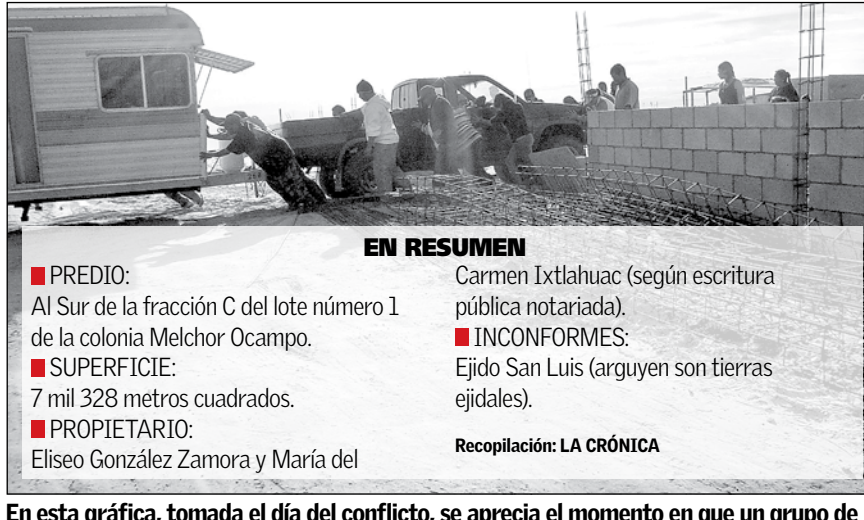 EN RESUMEN
PREDIO:
Al Sur de la fracción C del lote número 1
de la colonia Melchor Ocampo.
SUPERFICIE:
7 mil 328 metros cuadrados.
PROPIETARIO:
Eliseo González Zamora y María del
Carmen Ixtlahuac (según escritura
pública notariada).
INCONFORMES:
Ejido San Luis (arguyen son tierras
ejidales).
Recopilación: LA CRÓNICA
En esta gráfica, tomada el día del conflicto, se aprecia el momento en que un grupo de